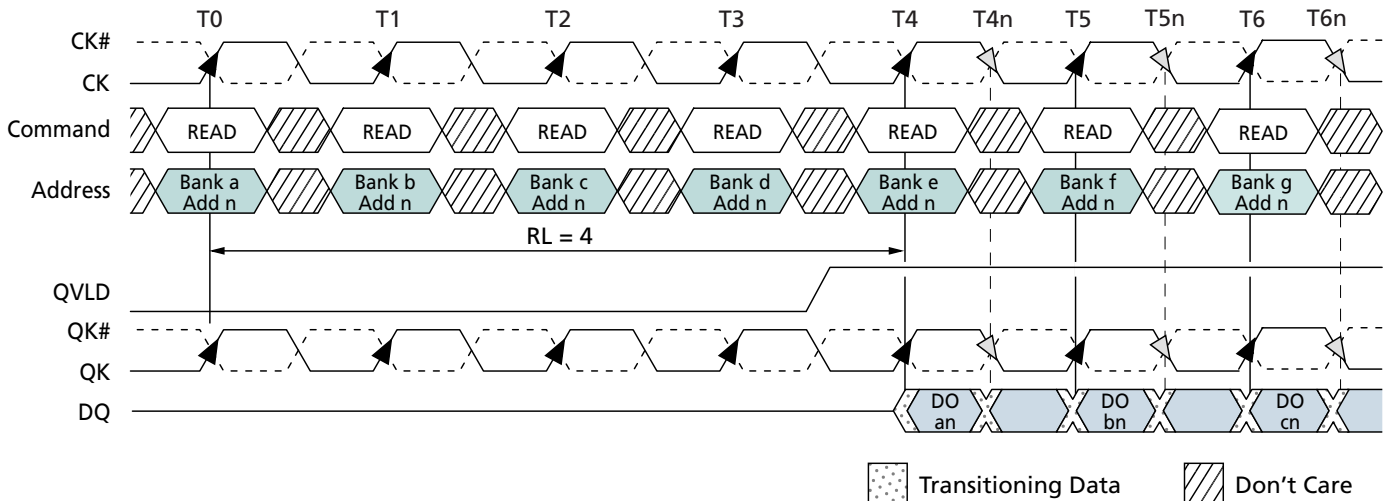 T0 T1 T2 T3 T4 T4n T5 T5n T6 T6n
CK#
CK
Command READ READ READ READ READ READ READ
Address Bank a Bank b Bank c Bank d Bank e Bank f Bank g
Add n Add n Add n Add n Add n Add n Add n
RL = 4
QVLD
QK#
QK
DQ DO DO DO
an bn cn
Transitioning Data Don't Care